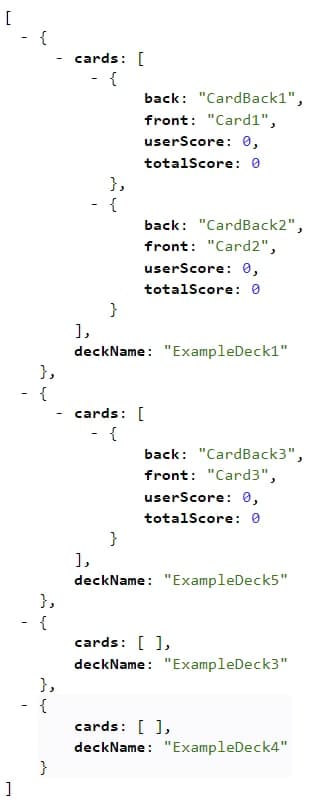 [
- {
- cards: [
- {
back: "CardBack1",
front: "Card1",
userScore: 0,
totalScore: 0
},
- {
back: "CardBack2",
front: "Card2",
userScore: 0,
totalScore: 0
}
],
deckName: "ExampleDeck1"
},
- {
- cards: [
- {
back: "CardBack3",
front: "Card3",
userScore: 0,
totalScore: 0
}
],
deckName: "ExampleDeck5"
},
- {
cards: [ ],
deckName: "ExampleDeck3"
},
- {
cards: [ ],
deckName: "ExampleDeck4"
}
]